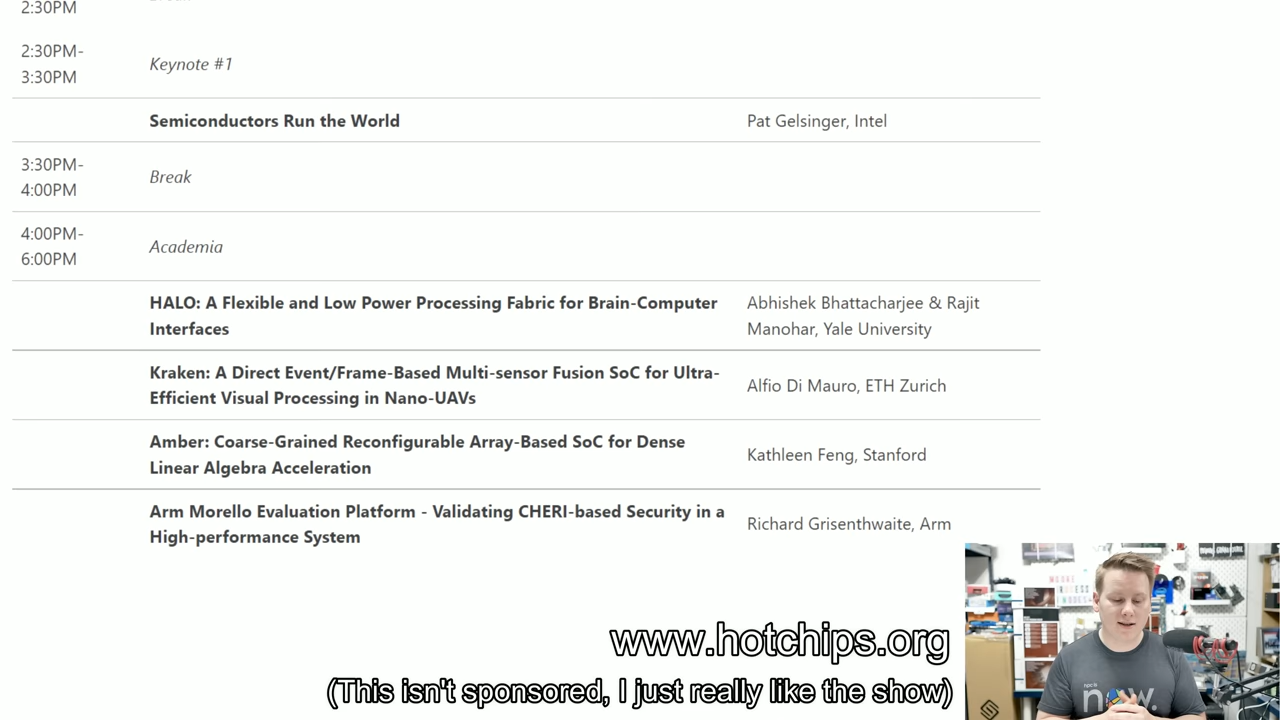 2:30PM
2:30PM-
3:30PM
Keynote #1
Semiconductors Run the World
Pat Gelsinger, Intel
3:30PM-
4:00PM
Break
4:00PM-
6:00PM
Academia
HALO: A Flexible and Low Power Processing Fabric for Brain-Computer
Interfaces
Abhishek Bhattacharjee & Rajit
Manohar, Yale University
Kraken: A Direct Event/Frame-Based Multi-sensor Fusion SoC for Ultra-
Efficient Visual Processing in Nano-UAVs
Alfio Di Mauro, ETH Zurich
Amber: Coarse-Grained Reconfigurable Array-Based SoC for Dense
Linear Algebra Acceleration
Kathleen Feng, Stanford
Arm Morello Evaluation Platform - Validating CHERI-based Security in a
High-performance System
Richard Grisenthwaite, Arm
www.hotchips.org
(This isn't sponsored, I just really like the show)